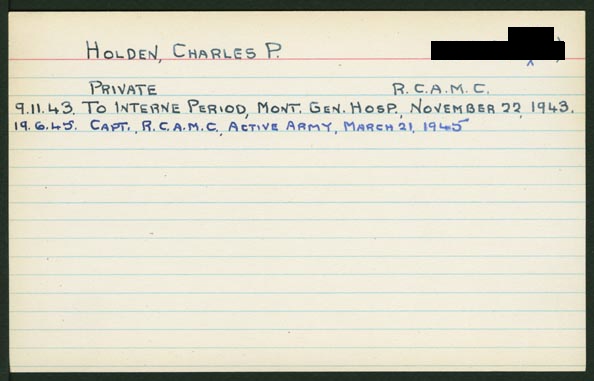 HOLDEN, CHARLES P.
PRIVATE R.C.A.M.C.
9.11.43. TO INTERNE PERIOD, MONT. GEN. HOSP., NOVEMBER 22, 1943.
19.6.45. CAPT., R.C.A.M.C., ACTIVE ARMY, MARCH 21, 1945